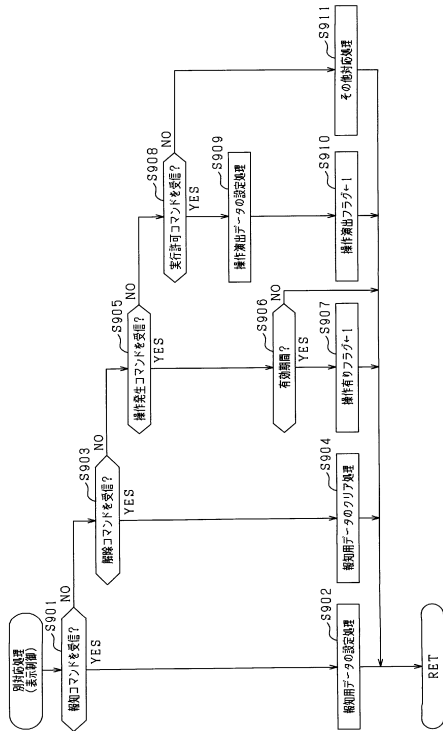 別対応処理
(表示制御)
S901
報知コマンドを受信?
NO
YES
S902
報知用データの設定処理
S903
解除コマンドを受信?
NO
YES
S904
報知用データのクリア処理
S905
操作発生コマンドを受信?
NO
YES
S906
有効期間?
NO
YES
S907
操作有りフラグ←1
S908
実行許可コマンドを受信?
NO
YES
S909
操作演出データの設定処理
S910
操作演出フラグ←1
S911
その他対応処理
RET